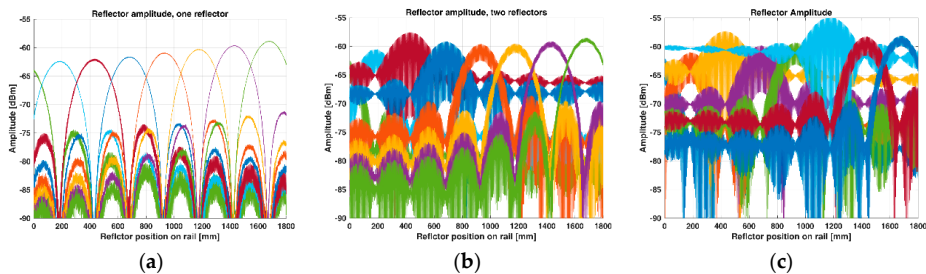 Reflector amplitude, one reflector
-55
-60
-65
-70
-75
-80
-85
-90
Amplitude [dBm]
0 200 400 600 800 1000 1200 1400 1600 1800
Reflctor position on rail [mm]
(a)
Reflector amplitude, two reflectors
-55
-60
-65
-70
-75
-80
-85
-90
Amplitude [dBm]
0 200 400 600 800 1000 1200 1400 1600 1800
Reflctor position on rail [mm]
(b)
Reflector Amplitude
-55
-60
-65
-70
-75
-80
-85
-90
Amplitude [dBm]
0 200 400 600 800 1000 1200 1400 1600 1800
Reflctor position on rail [mm]
(c)